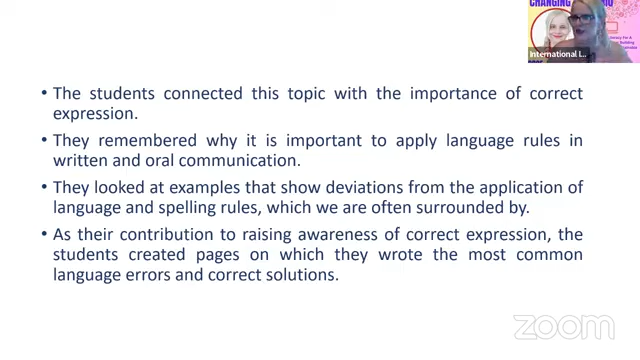 CHANGING
International I...
• The students connected this topic with the importance of correct
expression.
• They remembered why it is important to apply language rules in
written and oral communication.
• They looked at examples that show deviations from the application of
language and spelling rules, which we are often surrounded by.
• As their contribution to raising awareness of correct expression, the
students created pages on which they wrote the most common
language errors and correct solutions.
zoom